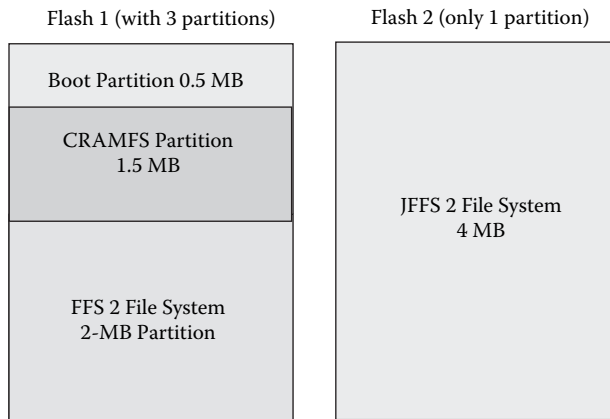 Flash 1 (with 3 partitions)
Boot Partition 0.5 MB
CRAMFS Partition
1.5 MB
FFS 2 File System
2-MB Partition
Flash 2 (only 1 partition)
JFFS 2 File System
4 MB